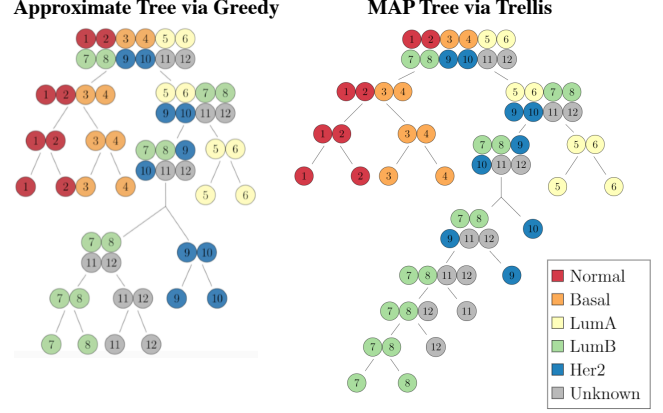 Approximate Tree via Greedy
1 2 3 4 5 6
7 8 9 10 11 12
1 2 3 4
5 6 7 8
9 10 11 12
1 2
3 4
7 8 9
10 11 12
5 6
1
2 3
4
5
6
7 8
11 12
9 10
7 8
11 12
9
10
7
8
11
12
MAP Tree via Trellis
1 2 3 4 5 6
7 8 9 10 11 12
1 2 3 4
5 6 7 8
9 10 11 12
1 2
3 4
7 8 9
10 11 12
5 6
1
2
3
4
5
6
7 8
9 11 12
10
7 8 11 12
9
7 8 12
11
7 8
12
7
8
Normal
Basal
LumA
LumB
Her2
Unknown